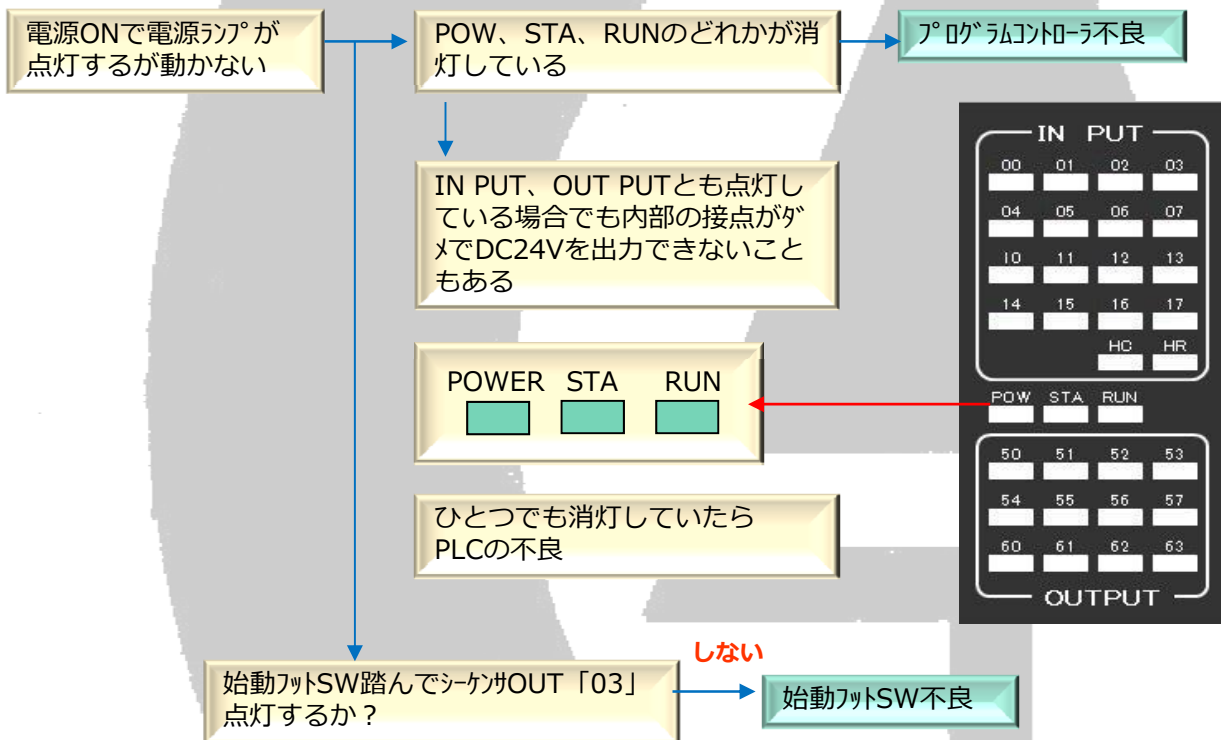 電源ONで電源ﾗﾝﾌﾟが
点灯するが動かない
POW、STA、RUNのどれかが消
灯している
ﾌﾟﾛｸﾞﾗﾑｺﾝﾄﾛｰﾗ不良
IN PUT、OUT PUTとも点灯し
ている場合でも内部の接点がﾀﾞ
ﾒでDC24Vを出力できないこと
もある
POWER STA RUN
ひとつでも消灯していたら
PLCの不良
IN PUT
00 01 02 03
04 05 06 07
10 11 12 13
14 15 16 17
HC HR
POW STA RUN
50 51 52 53
54 55 56 57
60 61 62 63
OUTPUT
始動ﾌｯﾄSW踏んでｼｰｹﾝｻOUT「03」
点灯するか？
しない
始動ﾌｯﾄSW不良